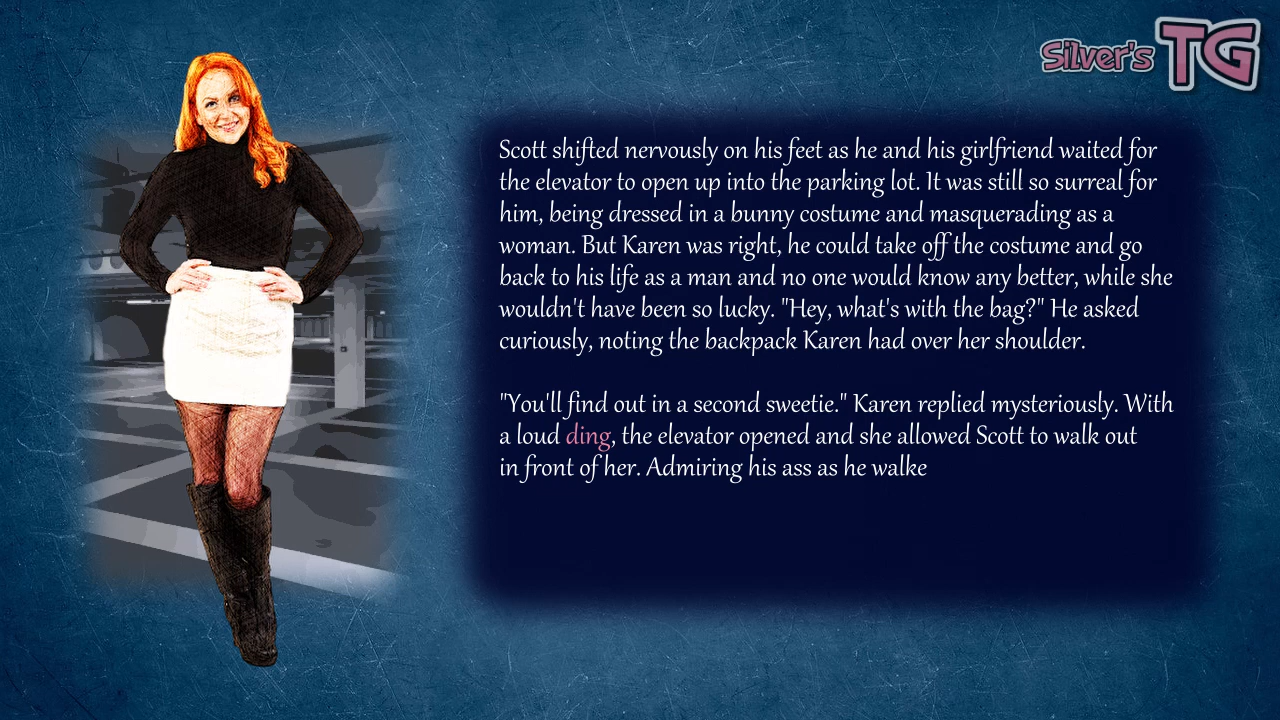 Silver's TG
Scott shifted nervously on his feet as he and his girlfriend waited for
the elevator to open up into the parking lot. It was still so surreal for
him, being dressed in a bunny costume and masquerading as a
woman. But Karen was right, he could take off the costume and go
back to his life as a man and no one would know any better, while she
wouldn't have been so lucky. "Hey, what's with the bag?" He asked
curiously, noting the backpack Karen had over her shoulder.
"You'll find out in a second sweetie." Karen replied mysteriously. With
a loud ding, the elevator opened and she allowed Scott to walk out
in front of her. Admiring his ass as he walke